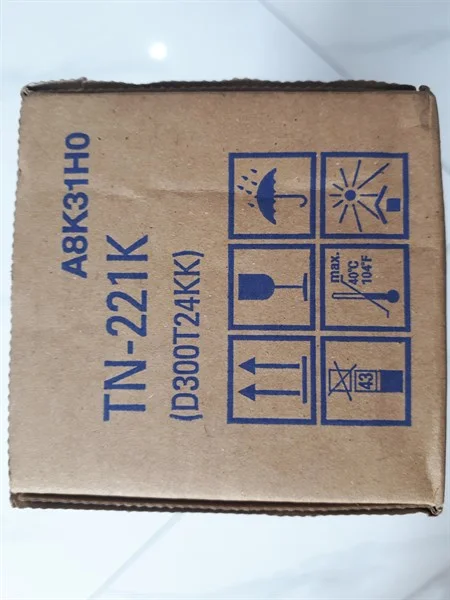 A8K31H0
TN-221K
(D300T24KK)
max.
40°C
104°F
43